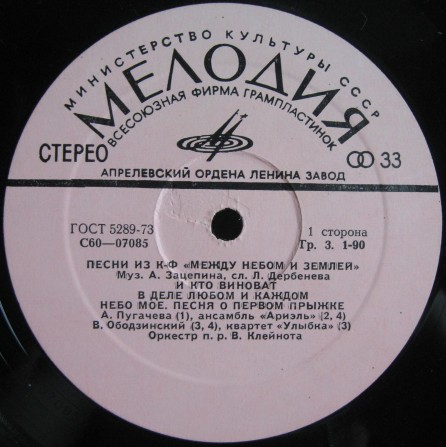 МИНИСТЕРСТВО КУЛЬТУРЫ СССР
МЕЛОДИЯ
ВСЕСОЮЗНАЯ ФИРМА ГРАМПЛАСТИНОК
СТЕРЕО
33
АПРЕЛЕВСКИЙ ОРДЕНА ЛЕНИНА ЗАВОД
ГОСТ 5289-73
С60—07085
1 сторона
Гр. 3. 1-90
ПЕСНИ ИЗ К-Ф «МЕЖДУ НЕБОМ И ЗЕМЛЕЙ»
Муз. А. Зацепина, сл. Л. Дербенева
И КТО ВИНОВАТ
В ДЕЛЕ ЛЮБОМ И КАЖДОМ
НЕБО МОЕ. ПЕСНЯ О ПЕРВОМ ПРЫЖКЕ
А. Пугачева (1), ансамбль «Ариэль» (2, 4)
В. Ободзинский (3, 4), квартет «Улыбка» (3)
Оркестр п. р. В. Клейнота